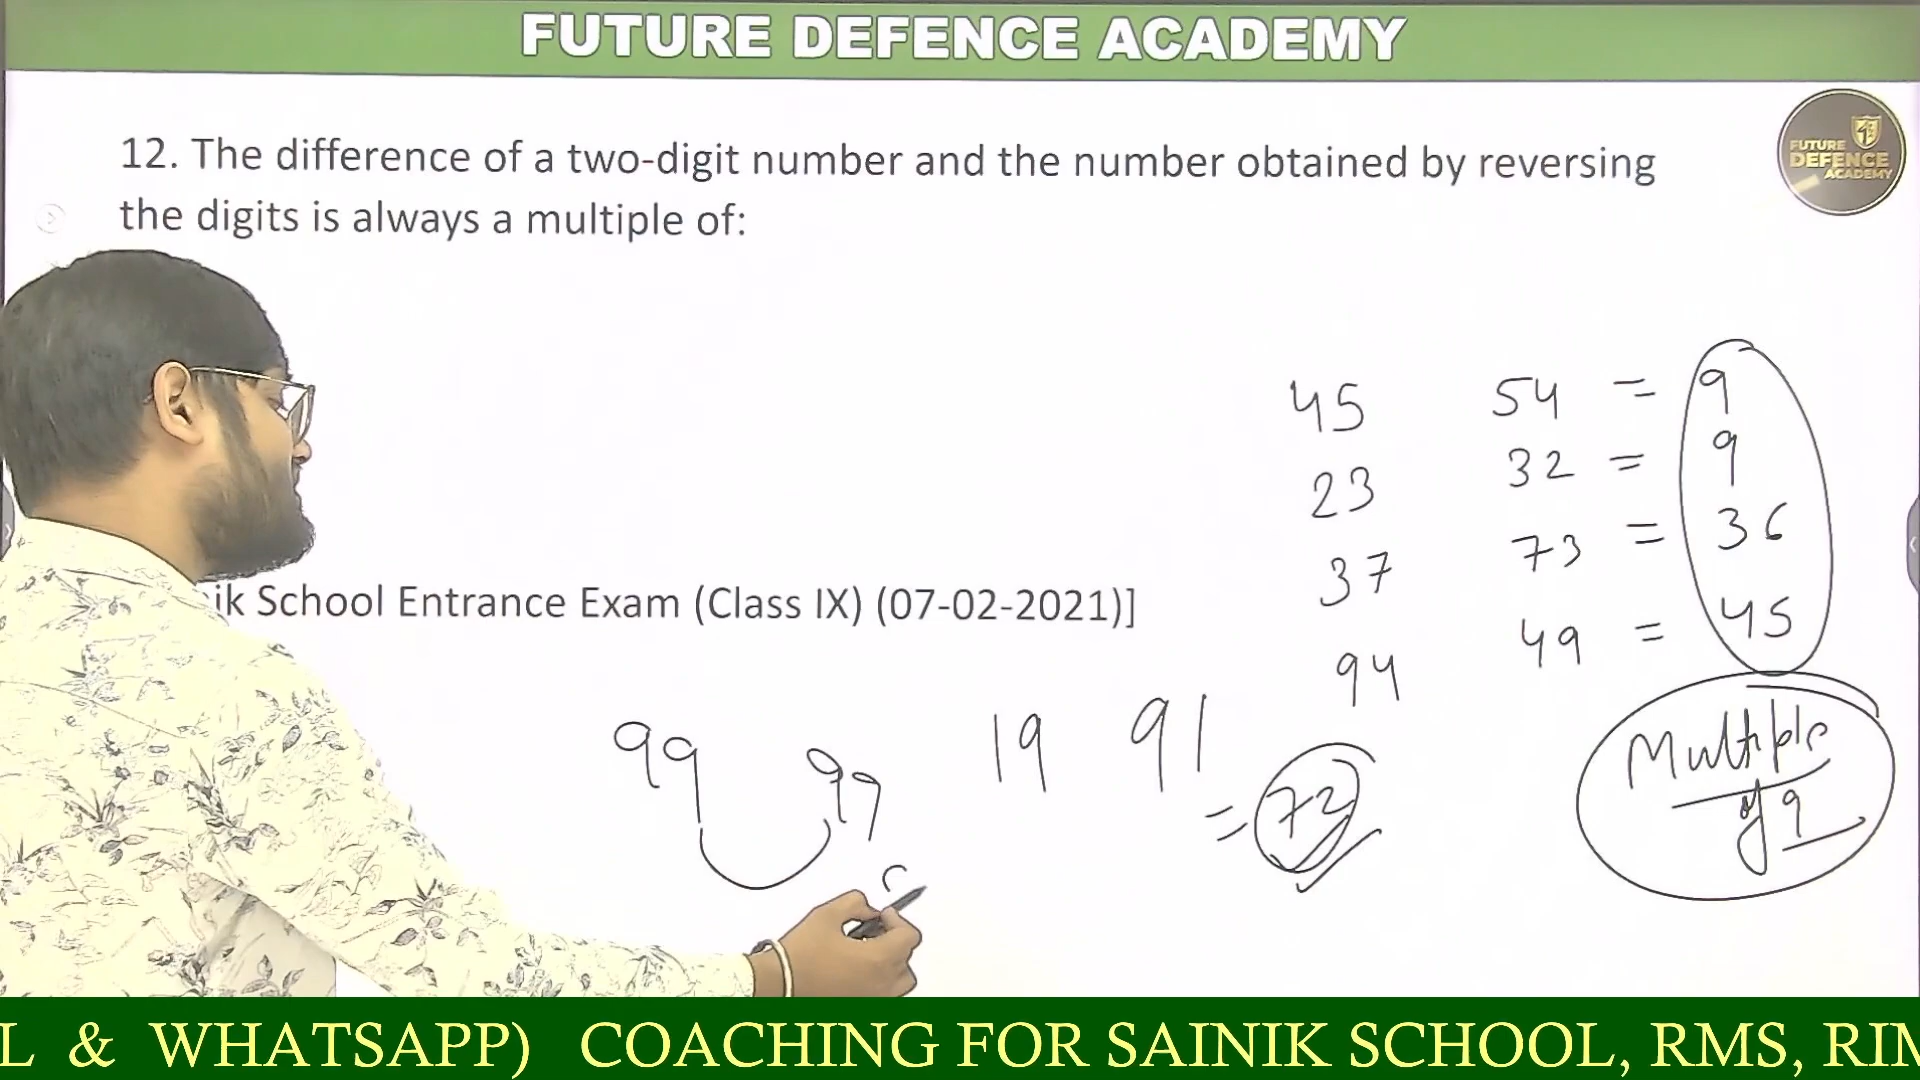 FUTURE DEFENCE ACADEMY
FUTURE
DEFENCE
ACADEMY
12. The difference of a two-digit number and the number obtained by reversing
the digits is always a multiple of:
45 54 = 9
23 32 = 9
37 73 = 36
94 49 = 45
ik School Entrance Exam (Class IX) (07-02-2021)]
99 99 19 91 = 72
Multiple
of 9
L & WHATSAPP) COACHING FOR SAINIK SCHOOL, RMS, RIM